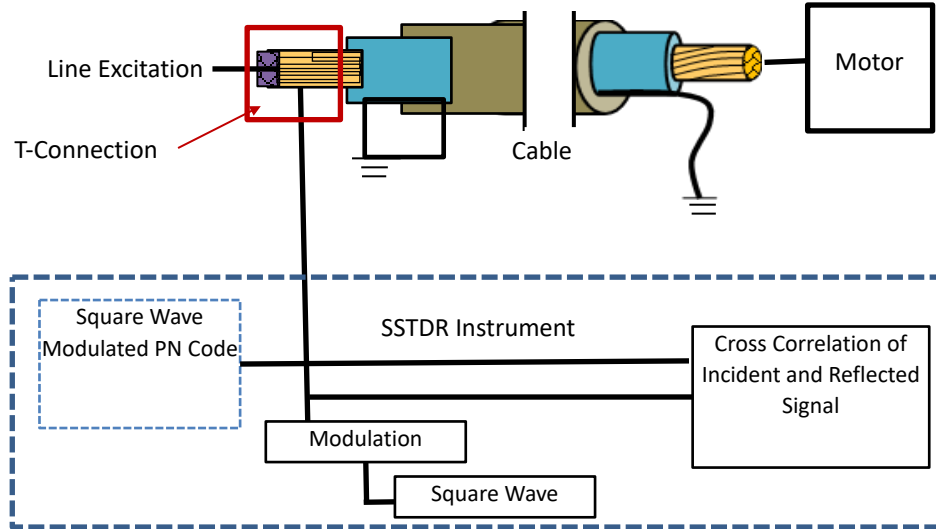 Line Excitation
Motor
T-Connection
Cable
Square Wave
Modulated PN Code
SSTDR Instrument
Cross Correlation of
Incident and Reflected
Signal
Modulation
Square Wave